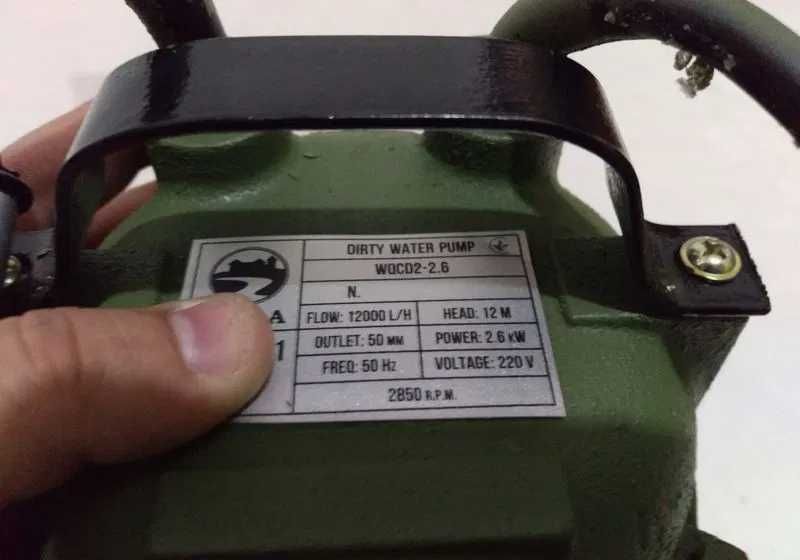 DIRTY WATER PUMP
WQCD2-2.6
N.
A
FLOW: 12000 L/H
HEAD: 12 M
1
OUTLET: 50 MM
POWER: 2.6 KW
FREQ: 50 Hz
VOLTAGE: 220 V
2850 R.P.M.